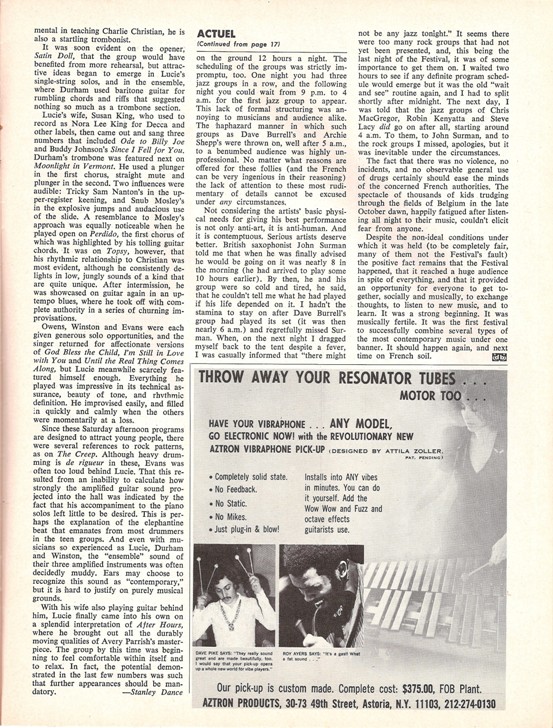 mental in teaching Charlie Christian, he is
also a startling trombonist.
It was soon evident on the opener,
Satin Doll, that the group would have
benefited from more rehearsal, but attrac-
tive ideas began to emerge in Lucie's
single-string solos, and in the ensemble,
where Durham used baritone guitar for
rumbling chords and riffs that suggested
nothing so much as a trombone section.
Lucie's wife, Susan King, who used to
record as Nora Lee King for Decca and
other labels, then came out and sang three
numbers that included Ode to Billy Joe
and Buddy Johnson's Since I Fell for You.
Durham's trombone was featured next on
Moonlight in Vermont. He used a plunger
in the first chorus, straight mute and
plunger in the second. Two influences were
audible: Tricky Sam Nanton's in the up-
per-register keening, and Snub Mosley's
in the explosive jumps and audacious use
of the slide. A resemblance to Mosley's
approach was equally noticeable when he
played open on Perdido, the first chorus of
which was highlighted by his tolling guitar
chords. It was on Topsy, however, that
his rhythmic relationship to Christian was
most evident, although he consistently de-
lights in low, jungly sounds of a kind that
are quite unique. After intermission, he
was showcased on guitar again in an up-
tempo blues, where he took off with com-
plete authority in a series of churning im-
provisations.
Owens, Winston and Evans were each
given generous solo opportunities, and the
singer returned for affectionate versions
of God Bless the Child, I'm Still in Love
with You and Until the Real Thing Comes
Along, but Lucie meanwhile scarcely fea-
tured himself enough. Everything he
played was impressive in its technical as-
surance, beauty of tone, and rhythmic
definition. He improvised easily, and filled
in quickly and calmly when the others
were momentarily at a loss.
Since these Saturday afternoon programs
are designed to attract young people, there
were several references to rock patterns,
as on The Creep. Although heavy drum-
ming is de rigueur in these, Evans was
often too loud behind Lucie. That this re-
sulted from an inability to calculate how
strongly the amplified guitar sound pro-
jected into the hall was indicated by the
fact that his accompaniment to the piano
solos left little to be desired. This is per-
haps the explanation of the elephantine
beat that emanates from most drummers
in the teen groups. And even with mu-
sicians so experienced as Lucie, Durham
and Winston, the "ensemble" sound of
their three amplified instruments was often
decidedly muddy. Ears may choose to
recognize this sound as "contemporary,"
but it is hard to justify on purely musical
grounds.
With his wife also playing guitar behind
him, Lucie finally came into his own on
a splendid interpretation of After Hours,
where he brought out all the durably
moving qualities of Avery Parrish's master-
piece. The group by this time was begin-
ning to feel comfortable within itself and
to relax. In fact, the potential demon-
strated in the last few numbers was such
that further appearances should be man-
datory. —Stanley Dance
ACTUEL
(Continued from page 17)
on the ground 12 hours a night. The
scheduling of the groups was strictly im-
promptu, too. One night you had three
jazz groups in a row, and the following
night you could wait from 9 p.m. to 4
a.m. for the first jazz group to appear.
This lack of formal structuring was an-
noying to musicians and audience alike.
The haphazard manner in which such
groups as Dave Burrell's and Archie
Shepp's were thrown on, well after 5 a.m.,
to a benumbed audience was highly un-
professional. No matter what reasons are
offered for these follies (and the French
can be very ingenious in their reasoning)
the lack of attention to these most rudi-
mentary of details cannot be excused
under any circumstances.
Not considering the artists' basic physi-
cal needs for giving his best performance
is not only anti-art, it is anti-human. And
it is contemptuous. Serious artists deserve
better. British saxophonist John Surman
told me that when he was finally advised
he would be going on it was nearly 8 in
the morning (he had arrived to play some
10 hours earlier). By then, he and his
group were so cold and tired, he said,
that he couldn't tell me what he had played
if his life depended on it. I hadn't the
stamina to stay on after Dave Burrell's
group had played its set (it was then
nearly 6 a.m.) and regretfully missed Sur-
man. When, on the next night I dragged
myself back to the tent despite a fever,
I was casually informed that "there might
not be any jazz tonight." It seems there
were too many rock groups that had not
yet been presented, and, this being the
last night of the Festival, it was of some
importance to get them on. I waited two
hours to see if any definite program sched-
ule would emerge but it was the old "wait
and see" routine again, and I had to split
shortly after midnight. The next day, I
was told that the jazz groups of Chris
MacGregor, Robin Kenyatta and Steve
Lacy did go on after all, starting around
4 a.m. To them, to John Surman, and to
the rock groups I missed, apologies, but it
was inevitable under the circumstances.
The fact that there was no violence, no
incidents, and no observable general use
of drugs certainly should ease the minds
of the concerned French authorities. The
spectacle of thousands of kids trudging
through the fields of Belgium in the late
October dawn, happily fatigued after listen-
ing all night to their music, couldn't elicit
fear from anyone.
Despite the non-ideal conditions under
which it was held (to be completely fair,
many of them not the Festival's fault)
the positive fact remains that the Festival
happened, that it reached a huge audience
in spite of everything, and that it provided
an opportunity for everyone to get to-
gether, socially and musically, to exchange
thoughts, to listen to new music, and to
learn. It was a strong beginning. It was
musically fertile. It was the first festival
to successfully combine several types of
the most contemporary music under one
banner. It should happen again, and next
time on French soil.
db
THROW AWAY YOUR RESONATOR TUBES . . .
MOTOR TOO . . .
HAVE YOUR VIBRAPHONE . . . ANY MODEL,
GO ELECTRONIC NOW! with the REVOLUTIONARY NEW
AZTRON VIBRAPHONE PICK-UP (DESIGNED BY ATTILA ZOLLER,
PAT. PENDING)
• Completely solid state.
• No Feedback.
• No Static.
• No Mikes.
• Just plug-in & blow!
Installs into ANY vibes
in minutes. You can do
it yourself. Add the
Wow Wow and Fuzz and
octave effects
guitarists use.
DAVE PIKE SAYS: "They really sound
great and are made beautifully, too.
I would say that your pick-up opens
up a whole new world for vibe players."
ROY AYERS SAYS: "It's a gas!! What
a fat sound . . ."
Our pick-up is custom made. Complete cost: $375.00, FOB Plant.
AZTRON PRODUCTS, 30-73 49th Street, Astoria, N.Y. 11103, 212-274-0130